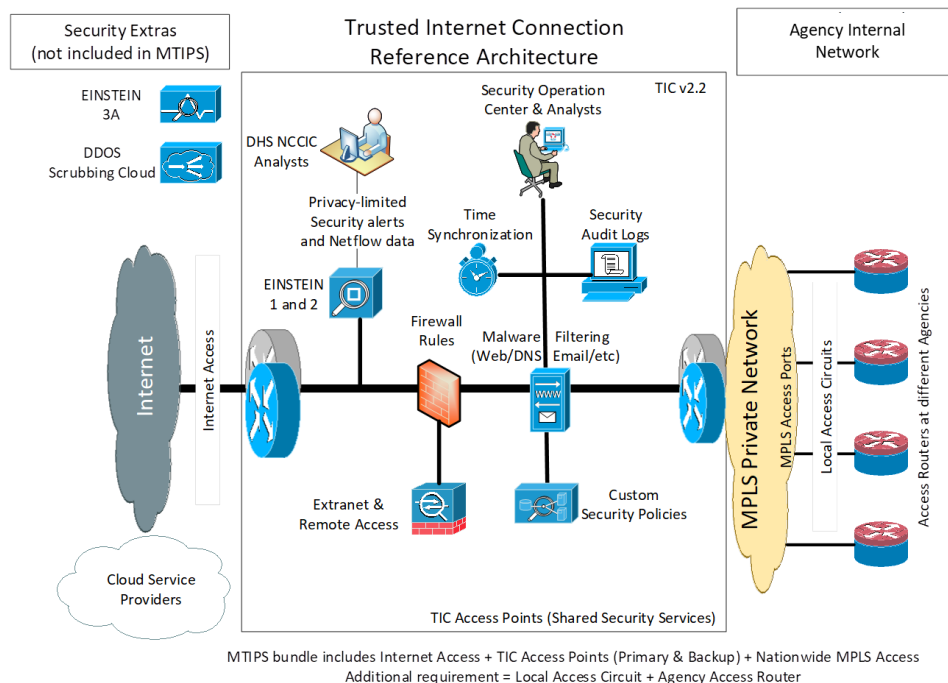 Security Extras
(not included in MTIPS)
Trusted Internet Connection
Reference Architecture
Agency Internal
Network
EINSTEIN
3A
DDOS
Scrubbing Cloud
TIC v2.2
DHS NCCIC
Analysts
Security Operation
Center & Analysts
Privacy-limited
Security alerts
and Netflow data
Time
Synchronization
Security
Audit Logs
EINSTEIN
1 and 2
Firewall
Rules
Malware Filtering
(Web/DNS Email/etc)
WWW
Internet
Internet Access
MPLS Private Network
MPLS Access Ports
Local Access Circuits
Access Routers at different Agencies
Extranet &
Remote Access
Custom
Security Policies
Cloud Service
Providers
TIC Access Points (Shared Security Services)
MTIPS bundle includes Internet Access + TIC Access Points (Primary & Backup) + Nationwide MPLS Access
Additional requirement = Local Access Circuit + Agency Access Router